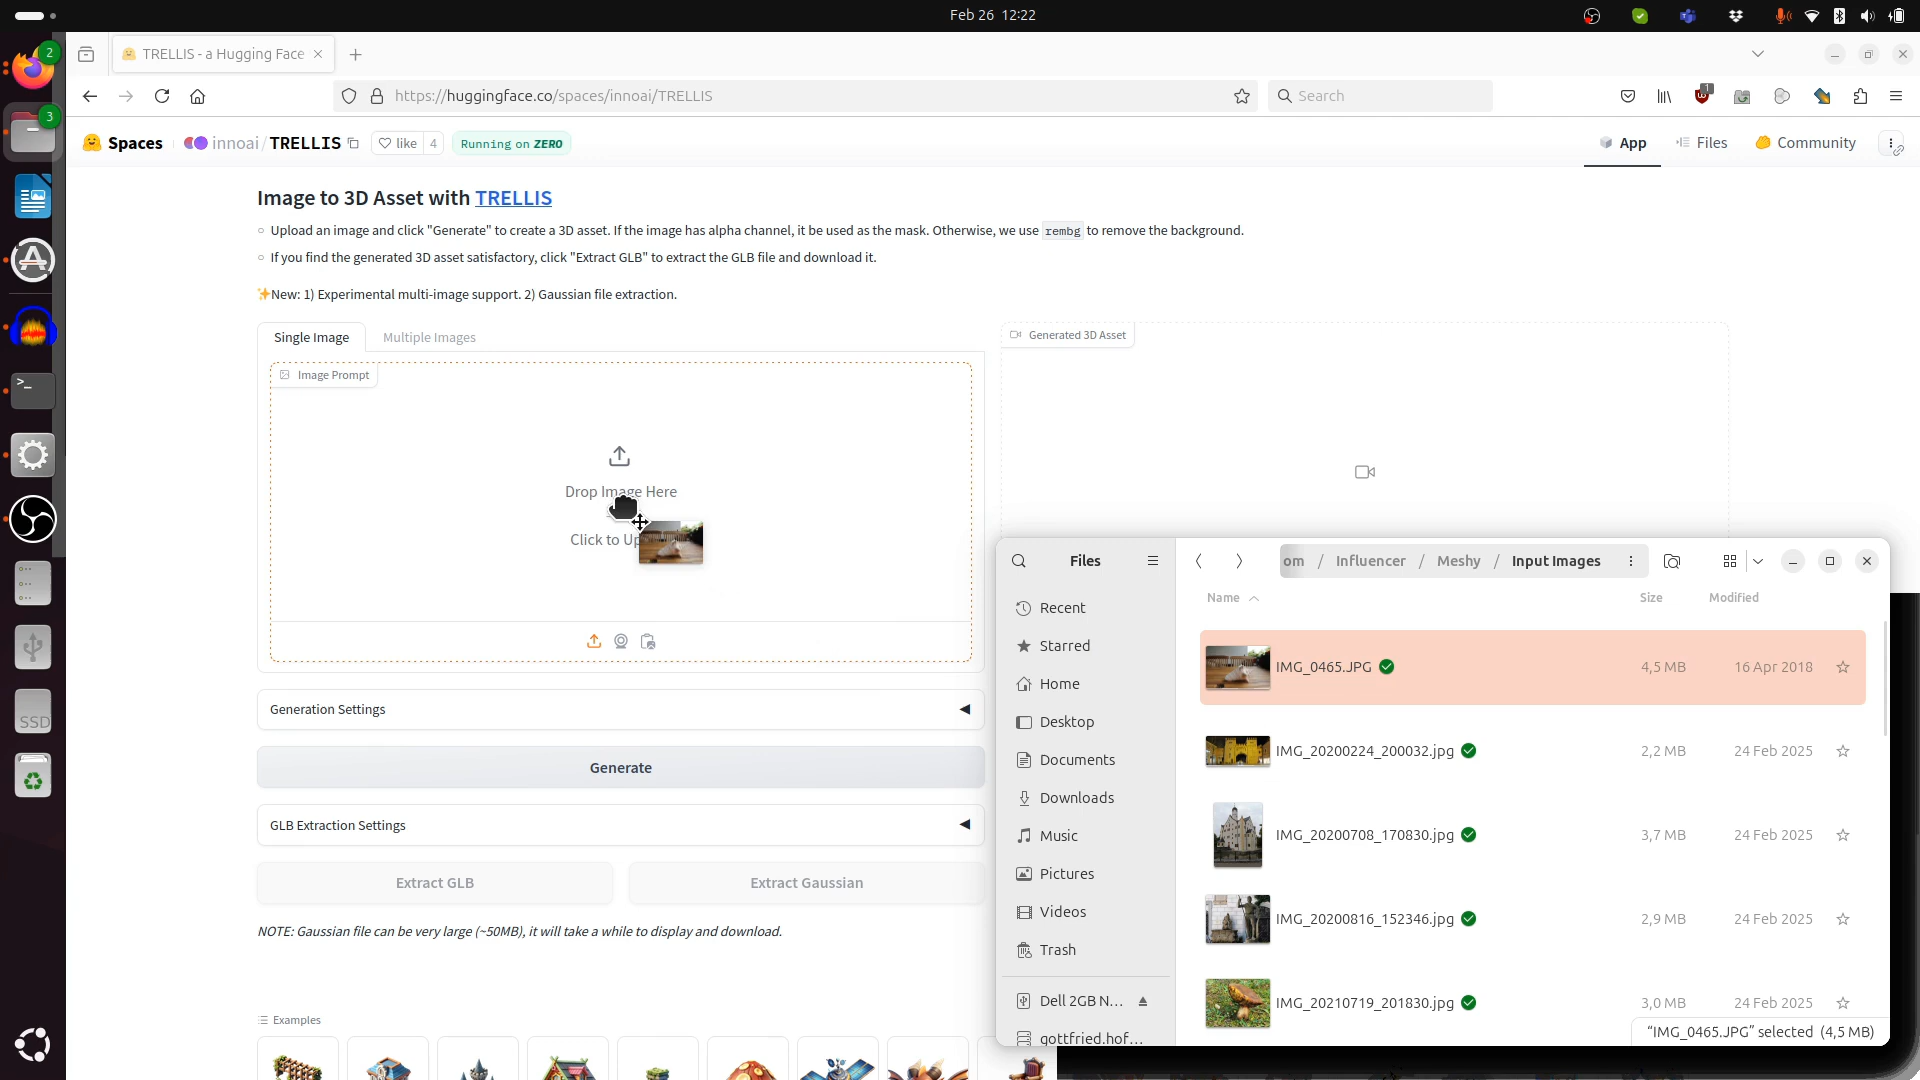 Feb 26 12:22
2
TRELLIS - a Hugging Face
https://huggingface.co/spaces/innoai/TRELLIS
Search
1
3
Spaces
innoai / TRELLIS
like
4
Running on ZERO
App
Files
Community
Image to 3D Asset with TRELLIS
Upload an image and click "Generate" to create a 3D asset. If the image has alpha channel, it be used as the mask. Otherwise, we use rembg to remove the background.
If you find the generated 3D asset satisfactory, click "Extract GLB" to extract the GLB file and download it.
✨New: 1) Experimental multi-image support. 2) Gaussian file extraction.
Single Image
Multiple Images
Generated 3D Asset
Image Prompt
Drop Image Here
Click to Up
Generation Settings
Generate
GLB Extraction Settings
Extract GLB
Extract Gaussian
NOTE: Gaussian file can be very large (~50MB), it will take a while to display and download.
Examples
SSD
Files
om / Influencer / Meshy / Input Images
Name
Size
Modified
Recent
Starred
Home
Desktop
Documents
Downloads
Music
Pictures
Videos
Trash
Dell 2GB N...
gottfried.hof...
IMG_0465.JPG
4,5 MB
16 Apr 2018
IMG_20200224_200032.jpg
2,2 MB
24 Feb 2025
IMG_20200708_170830.jpg
3,7 MB
24 Feb 2025
IMG_20200816_152346.jpg
2,9 MB
24 Feb 2025
IMG_20210719_201830.jpg
3,0 MB
24 Feb 2025
“IMG_0465.JPG” selected (4,5 MB)